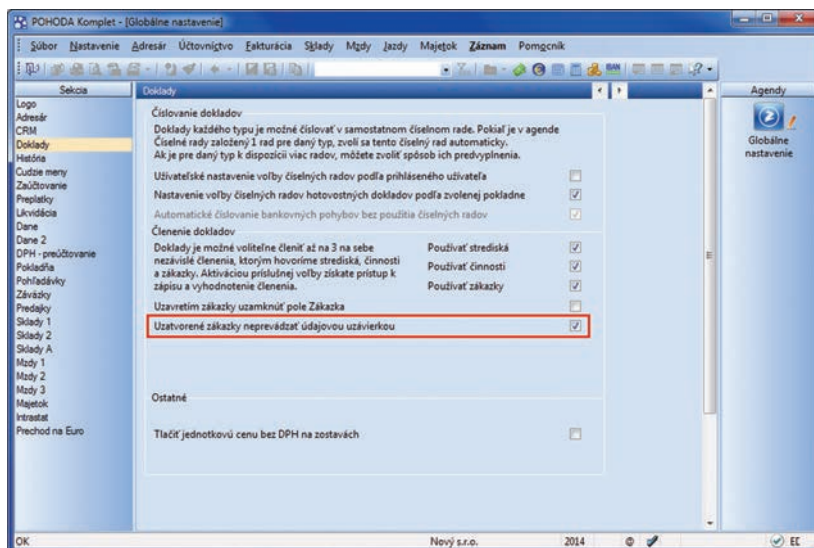 POHODA Komplet - [Globálne nastavenie]
Súbor Nastavenie Adresár Účtovníctvo Fakturácia Sklady Mzdy Jazdy Majetok Záznam Pomocník
Sekcia
Doklady
Agendy
Logo
Adresár
CRM
Doklady
História
Cudzie meny
Zaúčtovanie
Preplatky
Likvidácia
Dane
Dane 2
DPH - preúčtovanie
Pokladňa
Pohľadávky
Záväzky
Predajky
Sklady 1
Sklady 2
Sklady A
Mzdy 1
Mzdy 2
Mzdy 3
Majetok
Intrastat
Prechod na Euro
Číslovanie dokladov
Doklady každého typu je možné číslovať v samostatnom číselnom rade. Pokiaľ je v agende
Číselné rady založený 1 rad pre daný typ, zvolí sa tento číselný rad automaticky.
Ak je pre daný typ k dispozícii viac radov, môžete zvoliť spôsob ich predvyplnenia.
Užívateľské nastavenie voľby číselných radov podľa prihláseného užívateľa
Nastavenie voľby číselných radov hotovostných dokladov podľa zvolenej pokladne
Automatické číslovanie bankovných pohybov bez použitia číselných radov
Členenie dokladov
Doklady je možné voliteľne členiť až na 3 na sebe
nezávislé členenia, ktorým hovoríme strediská, činnosti
a zákazky. Aktiváciou príslušnej voľby získate prístup k
zápisu a vyhodnotenie členenia.
Používať strediská
Používať činnosti
Používať zákazky
Uzavretím zákazky uzamknúť pole Zákazka
Uzatvorené zákazky neprevádzať údajovou uzávierkou
Ostatné
Tlačiť jednotkovú cenu bez DPH na zostavách
Globálne
nastavenie
OK
Nový s.r.o.
2014